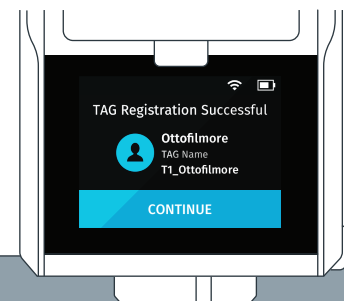 TAG Registration Successful
Ottofilmore
TAG Name
T1_Ottofilmore
CONTINUE